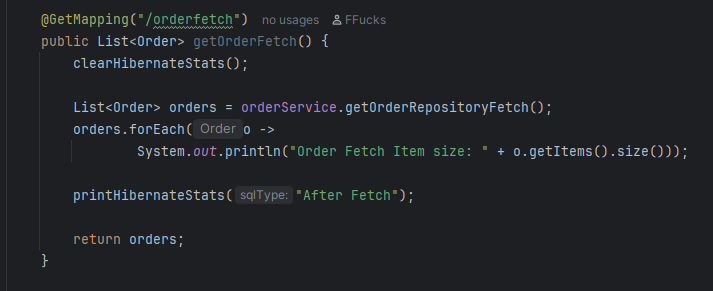 @GetMapping("/orderfetch") no usages FFucks
public List<Order> getOrderFetch() {
clearHibernateStats();
List<Order> orders = orderService.getOrderRepositoryFetch();
orders.forEach( Order o ->
System.out.println("Order Fetch Item size: " + o.getItems().size()));
printHibernateStats( sqlType: "After Fetch");
return orders;
}